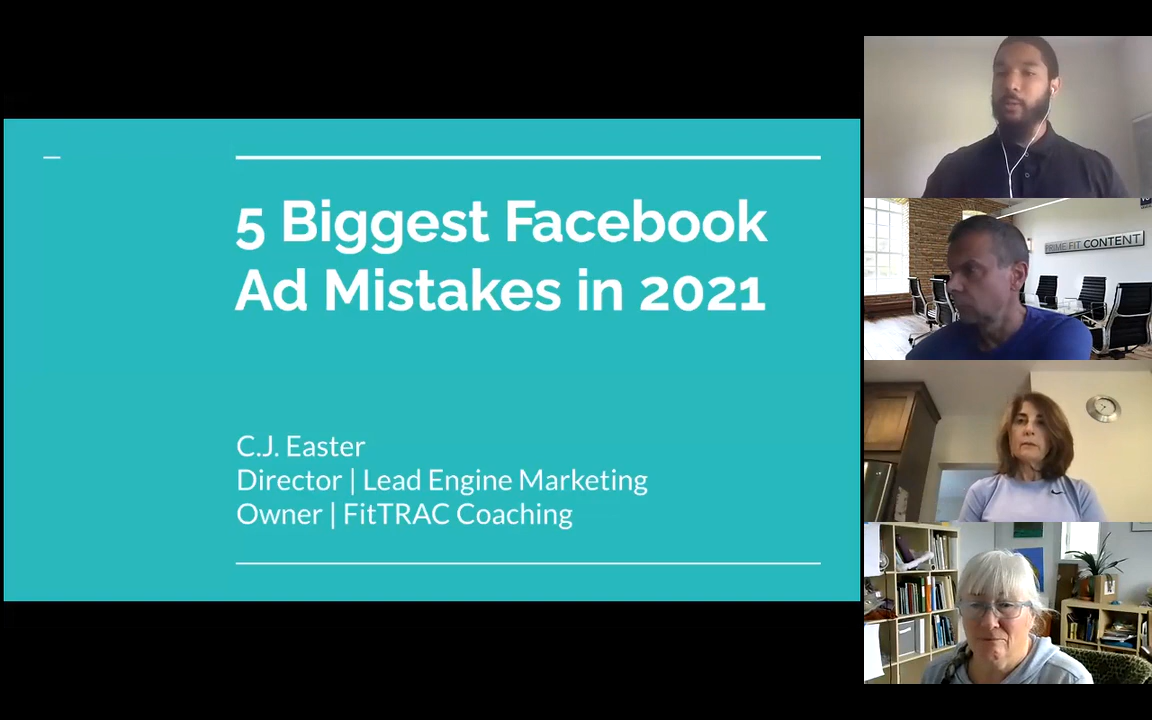 5 Biggest Facebook
Ad Mistakes in 2021
C.J. Easter
Director | Lead Engine Marketing
Owner | FitTRAC Coaching
PRIME FIT CONTENT